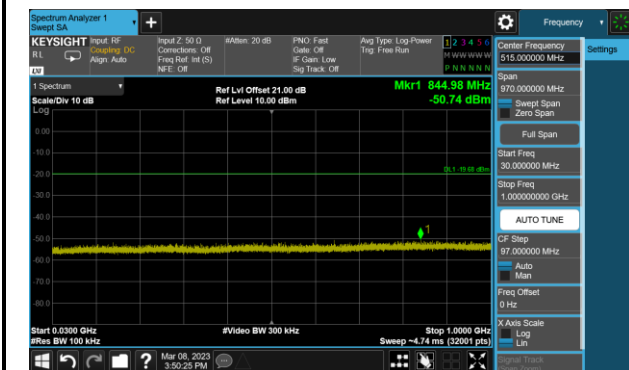 Spectrum Analyzer 1
Swept SA
Frequency
KEYSIGHT
RL
Input: RF
Coupling: DC
Align: Auto
Input Z: 50 Ω
Corrections: Off
Freq Ref: Int (S)
NFE: Off
#Atten: 20 dB
PNO: Fast
Gate: Off
IF Gain: Low
Sig Track: Off
Avg Type: Log-Power
Trig: Free Run
1 2 3 4 5 6
M W W W W W
P N N N N N
Center Frequency
515.000000 MHz
Settings
Span
970.000000 MHz
Swept Span
Zero Span
Full Span
Start Freq
30.000000 MHz
Stop Freq
1.000000000 GHz
AUTO TUNE
CF Step
97.000000 MHz
Auto
Man
Freq Offset
0 Hz
X Axis Scale
Log
Lin
Signal Track
1 Spectrum
Scale/Div 10 dB
Ref Lvl Offset 21.00 dB
Ref Level 10.00 dBm
Mkr1 844.98 MHz
-50.74 dBm
Log
0.00
DL1 -19.68 dBm
-20.0
-30.0
-40.0
1
-50.0
-60.0
-70.0
-80.0
Start 0.0300 GHz
#Res BW 100 kHz
#Video BW 300 kHz
Stop 1.0000 GHz
Sweep ~4.74 ms (32001 pts)
?
Mar 08, 2023
3:50:25 PM